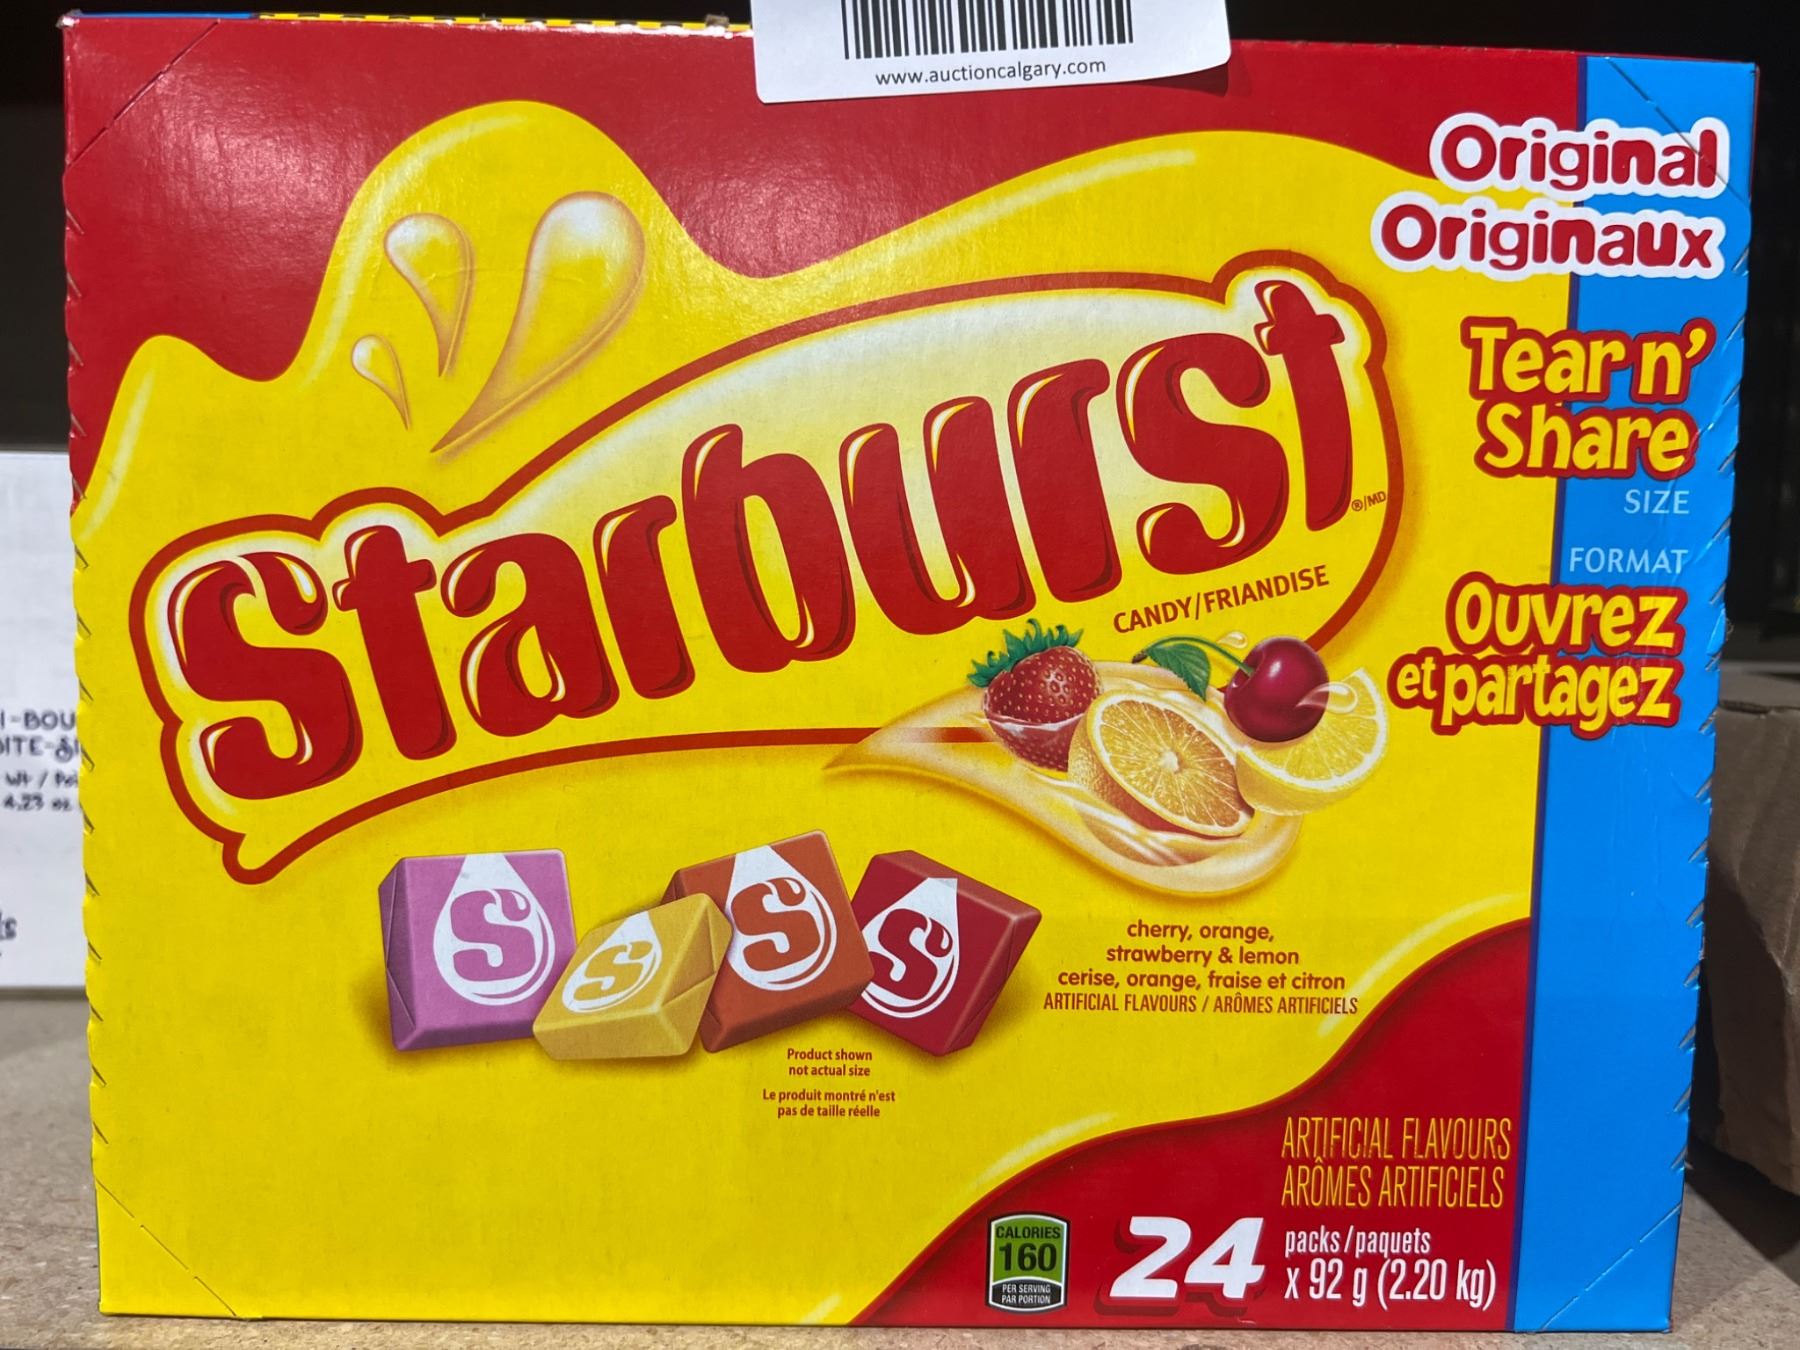 www.auctioncalgary.com
Original
Originaux
Tear n'
Share
SIZE
FORMAT
Ouvrez
et partagez
Starburst
®/MD
CANDY/FRIANDISE
S
S
S
S
cherry, orange,
strawberry & lemon
cerise, orange, fraise et citron
ARTIFICIAL FLAVOURS / ARÔMES ARTIFICIELS
Product shown
not actual size
Le produit montré n'est
pas de taille réelle
ARTIFICIAL FLAVOURS
ARÔMES ARTIFICIELS
CALORIES
160
PER SERVING
PAR PORTION
24 packs/paquets
x 92 g (2.20 kg)
4.23 oz